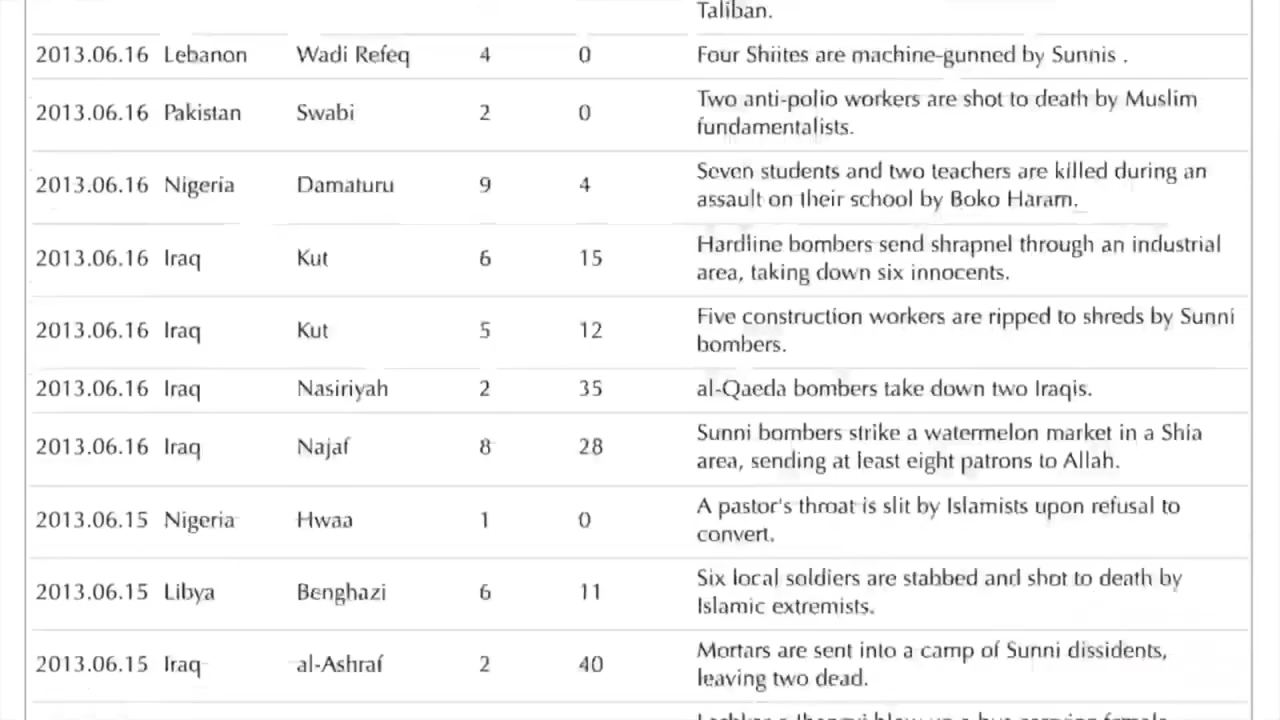 Taliban.
2013.06.16 Lebanon Wadi Refeq 4 0 Four Shiites are machine-gunned by Sunnis .
2013.06.16 Pakistan Swabi 2 0 Two anti-polio workers are shot to death by Muslim
fundamentalists.
2013.06.16 Nigeria Damaturu 9 4 Seven students and two teachers are killed during an
assault on their school by Boko Haram.
2013.06.16 Iraq Kut 6 15 Hardline bombers send shrapnel through an industrial
area, taking down six innocents.
2013.06.16 Iraq Kut 5 12 Five construction workers are ripped to shreds by Sunni
bombers.
2013.06.16 Iraq Nasiriyah 2 35 al-Qaeda bombers take down two Iraqis.
2013.06.16 Iraq Najaf 8 28 Sunni bombers strike a watermelon market in a Shia
area, sending at least eight patrons to Allah.
2013.06.15 Nigeria Hwaa 1 0 A pastor's throat is slit by Islamists upon refusal to
convert.
2013.06.15 Libya Benghazi 6 11 Six local soldiers are stabbed and shot to death by
Islamic extremists.
2013.06.15 Iraq al-Ashraf 2 40 Mortars are sent into a camp of Sunni dissidents,
leaving two dead.